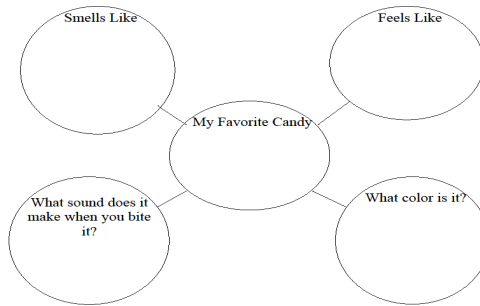 Smells Like
Feels Like
My Favorite Candy
What sound does it
make when you bite
it?
What color is it?